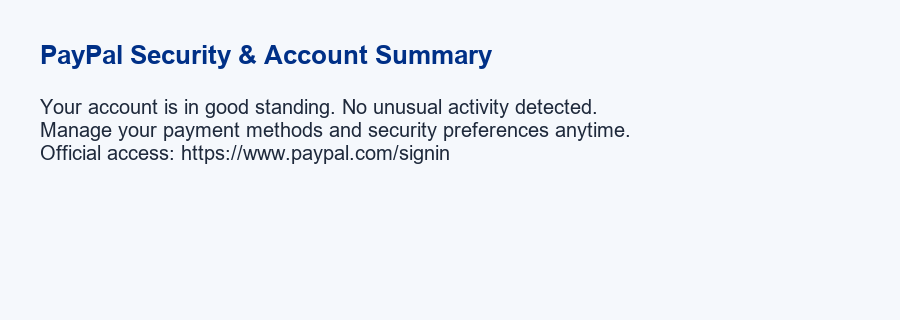 PayPal Security & Account Summary
Your account is in good standing. No unusual activity detected.
Manage your payment methods and security preferences anytime.
Official access: https://www.paypal.com/signin